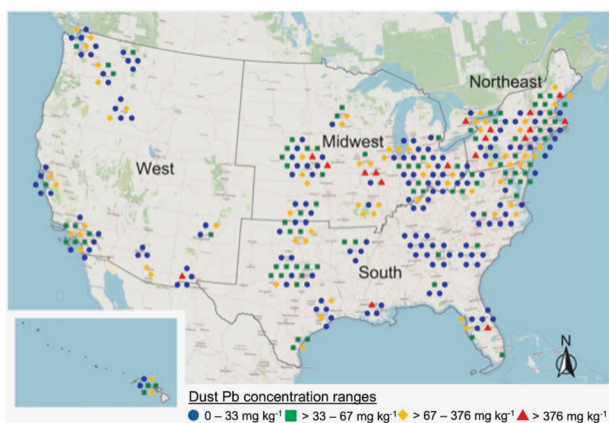 Northeast
Midwest
West
South
N
Dust Pb concentration ranges
0 – 33 mg kg⁻¹ > 33 – 67 mg kg⁻¹ > 67 – 376 mg kg⁻¹ > 376 mg kg⁻¹